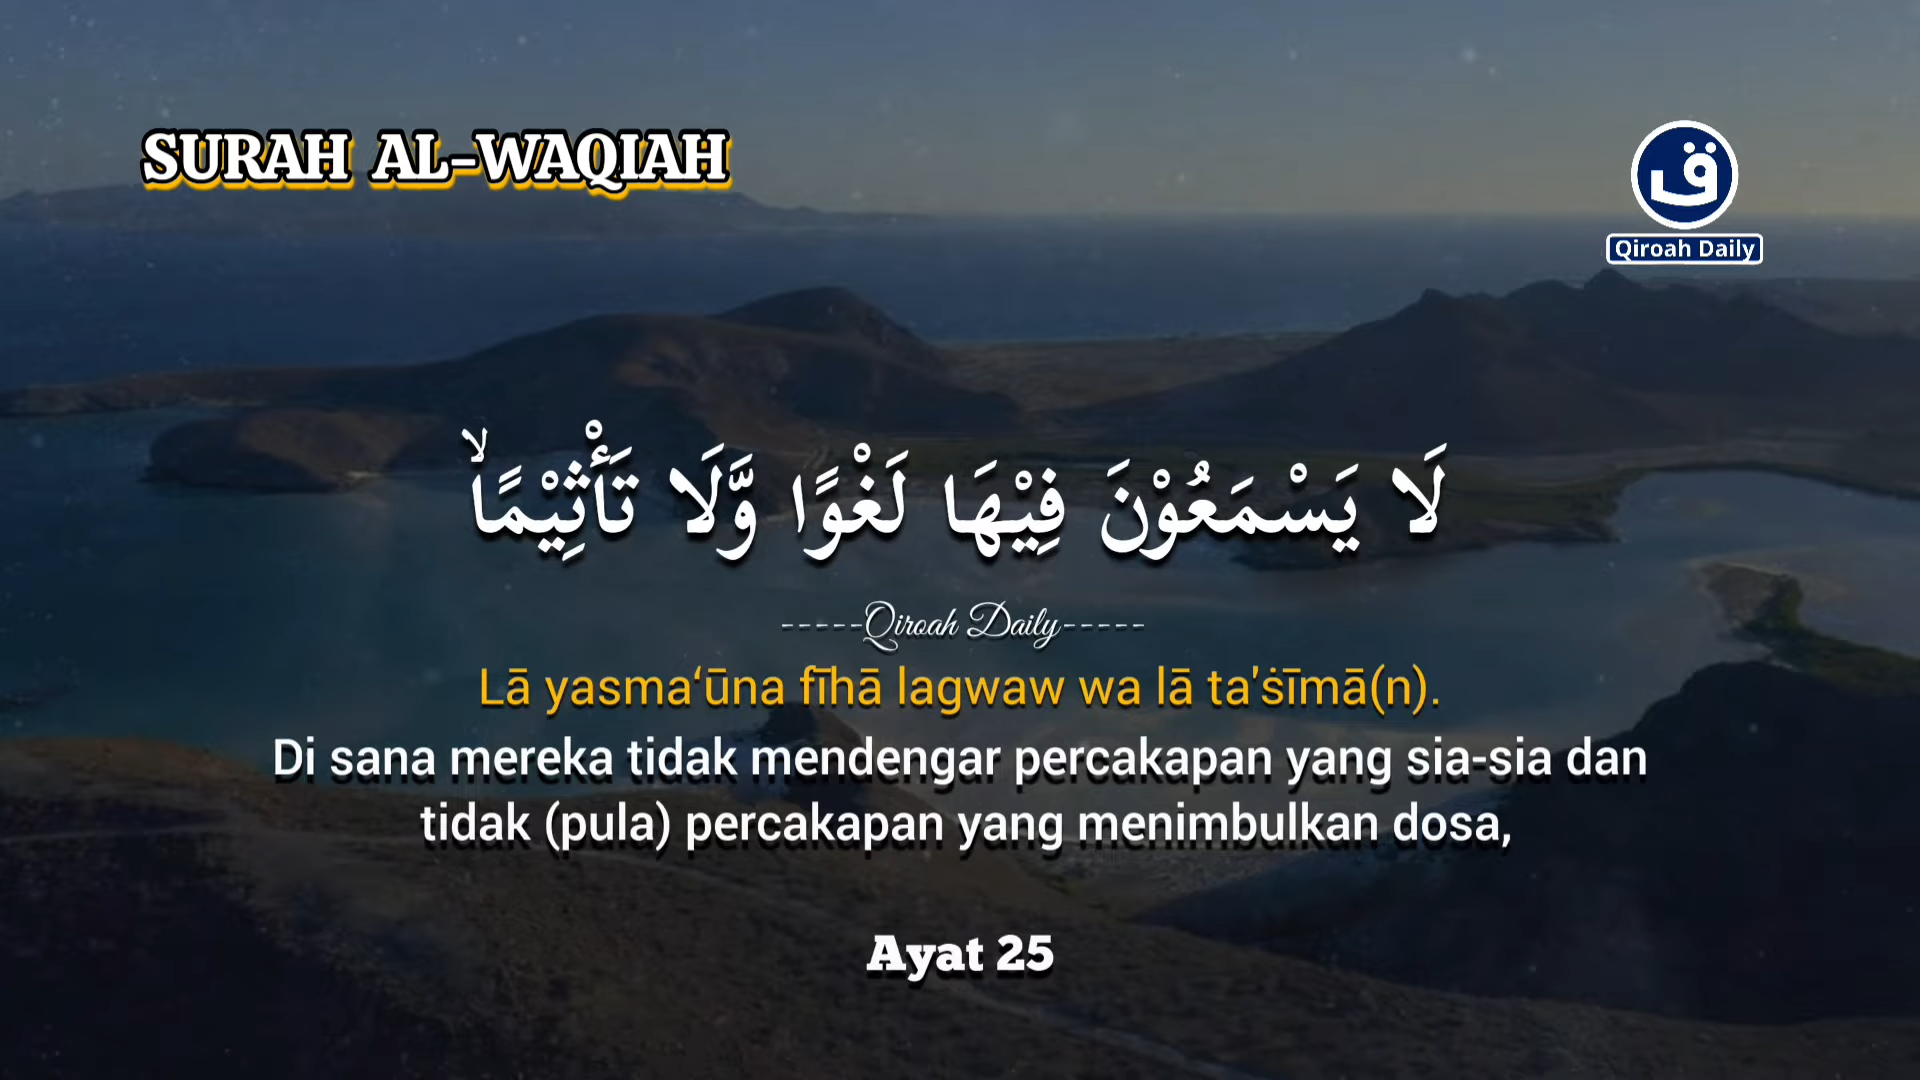 SURAH AL-WAQIAH
ق
Qiroah Daily
لَا يَسْمَعُوْنَ فِيْهَا لَغْوًا وَّلَا تَأْثِيْمًاۙ
-----Qiroah Daily-----
Lā yasma‘ūna fīhā lagwaw wa lā ta'ṡīmā(n).
Di sana mereka tidak mendengar percakapan yang sia-sia dan
tidak (pula) percakapan yang menimbulkan dosa,
Ayat 25